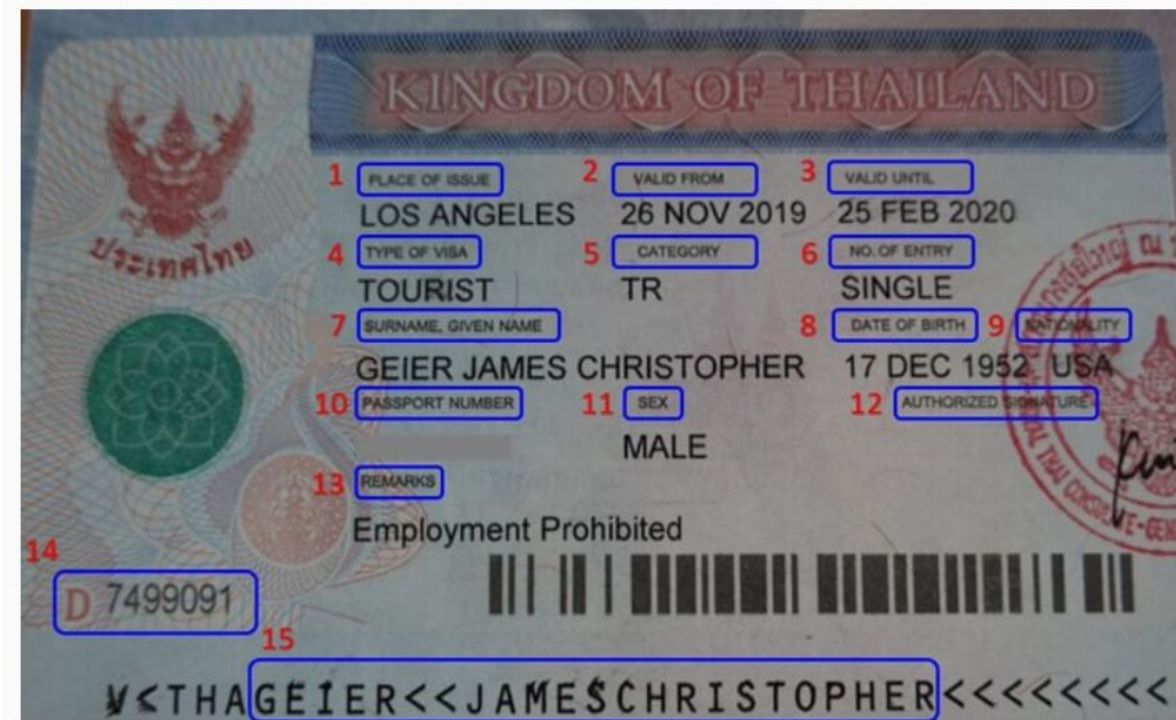 KINGDOM OF THAILAND
ประเทศไทย
1 PLACE OF ISSUE 2 VALID FROM 3 VALID UNTIL
LOS ANGELES 26 NOV 2019 25 FEB 2020
4 TYPE OF VISA 5 CATEGORY 6 NO. OF ENTRY
TOURIST TR SINGLE
7 SURNAME, GIVEN NAME 8 DATE OF BIRTH 9 NATIONALITY
GEIER JAMES CHRISTOPHER 17 DEC 1952 USA
10 PASSPORT NUMBER 11 SEX 12 AUTHORIZED SIGNATURE
MALE
13 REMARKS
Employment Prohibited
14
D 7499091
15
V<THAGEIER<<JAMESCHRISTOPHER<<<<<<<<